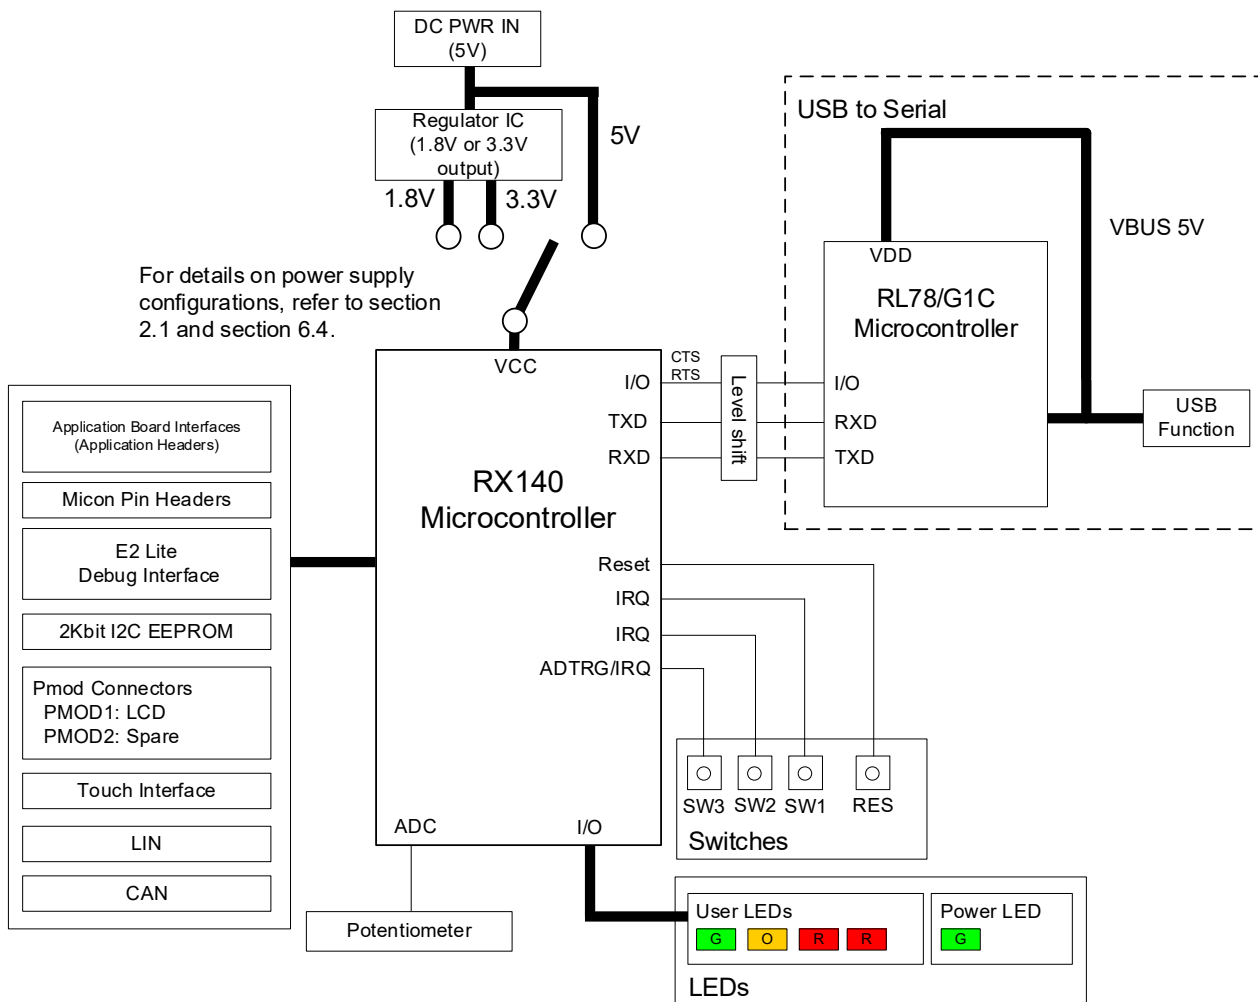 DC PWR IN
(5V)
Regulator IC
(1.8V or 3.3V
output)
5V
1.8V
3.3V
For details on power supply
configurations, refer to section
2.1 and section 6.4.
USB to Serial
VBUS 5V
VDD
RL78/G1C
Microcontroller
I/O
RXD
TXD
USB
Function
Level shift
CTS
RTS
VCC
I/O
TXD
RXD
RX140
Microcontroller
Reset
IRQ
IRQ
ADTRG/IRQ
ADC
I/O
Application Board Interfaces
(Application Headers)
Micon Pin Headers
E2 Lite
Debug Interface
2Kbit I2C EEPROM
Pmod Connectors
PMOD1: LCD
PMOD2: Spare
Touch Interface
LIN
CAN
Potentiometer
SW3
SW2
SW1
RES
Switches
User LEDs
G
O
R
R
Power LED
G
LEDs